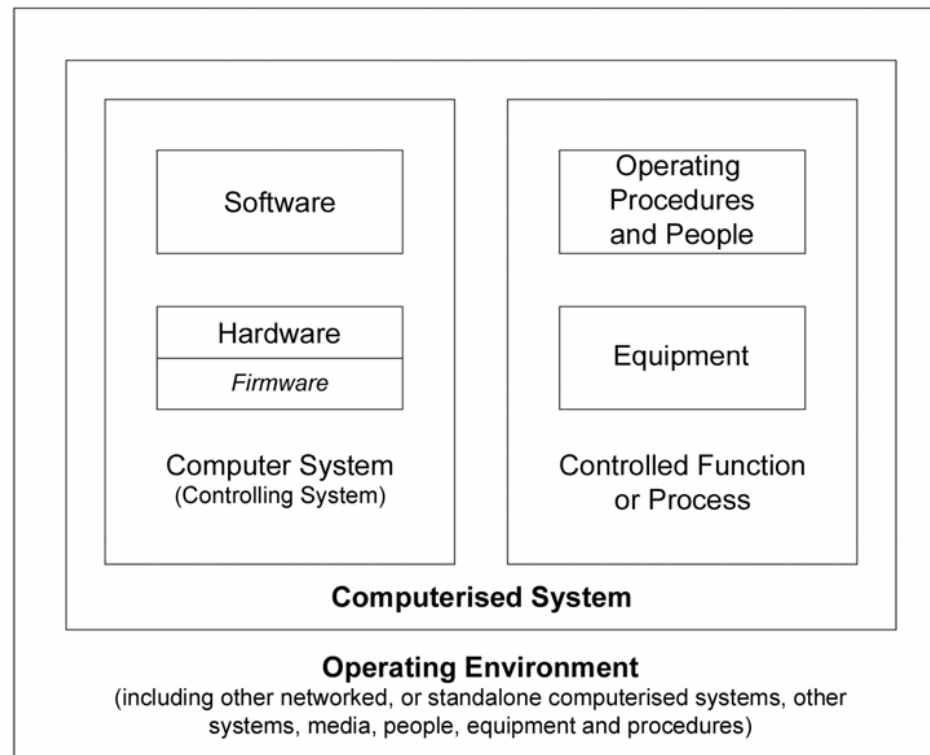 Software
Operating
Procedures
and People
Hardware
Firmware
Equipment
Computer System
(Controlling System)
Controlled Function
or Process
Computerised System
Operating Environment
(including other networked, or standalone computerised systems, other
systems, media, people, equipment and procedures)